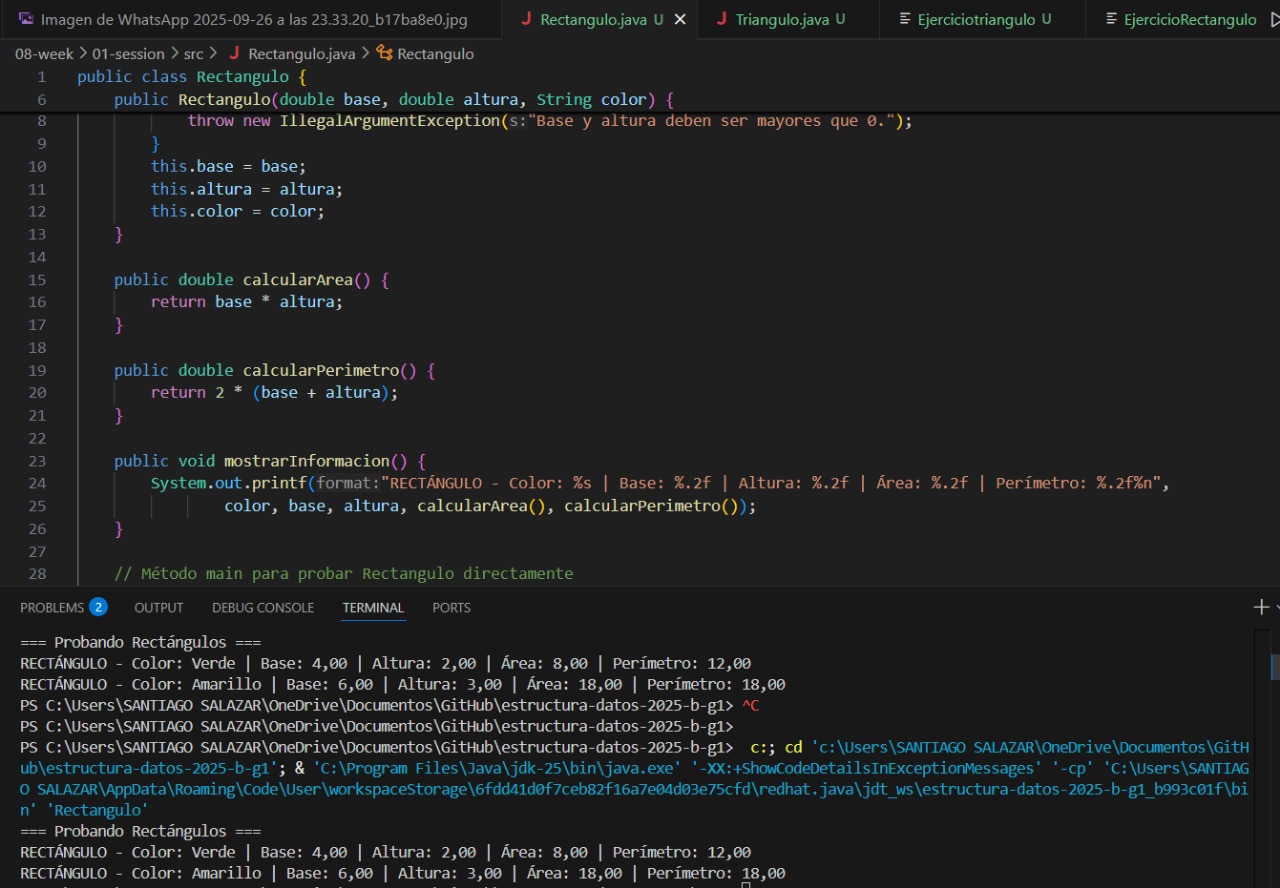 Imagen de WhatsApp 2025-09-26 a las 23.33.20_b17ba8e0.jpg J Rectangulo.java U × J Triangulo.java U Ejerciciotriangulo U EjercicioRectangulo
08-week > 01-session > src > J Rectangulo.java > Rectangulo
1 public class Rectangulo {
6 public Rectangulo(double base, double altura, String color) {
8 throw new IllegalArgumentException(s:"Base y altura deben ser mayores que 0.");
9 }
10 this.base = base;
11 this.altura = altura;
12 this.color = color;
13 }
14
15 public double calcularArea() {
16 return base * altura;
17 }
18
19 public double calcularPerimetro() {
20 return 2 * (base + altura);
21 }
22
23 public void mostrarInformacion() {
24 System.out.printf(format:"RECTÁNGULO - Color: %s | Base: %.2f | Altura: %.2f | Área: %.2f | Perímetro: %.2f%n",
25 color, base, altura, calcularArea(), calcularPerimetro());
26 }
27
28 // Método main para probar Rectangulo directamente
PROBLEMS 2 OUTPUT DEBUG CONSOLE TERMINAL PORTS
=== Probando Rectángulos ===
RECTÁNGULO - Color: Verde | Base: 4,00 | Altura: 2,00 | Área: 8,00 | Perímetro: 12,00
RECTÁNGULO - Color: Amarillo | Base: 6,00 | Altura: 3,00 | Área: 18,00 | Perímetro: 18,00
PS C:\Users\SANTIAGO SALAZAR\OneDrive\Documentos\GitHub\estructura-datos-2025-b-g1> ^C
PS C:\Users\SANTIAGO SALAZAR\OneDrive\Documentos\GitHub\estructura-datos-2025-b-g1>
PS C:\Users\SANTIAGO SALAZAR\OneDrive\Documentos\GitHub\estructura-datos-2025-b-g1> c:; cd 'c:\Users\SANTIAGO SALAZAR\OneDrive\Documentos\GitH
ub\estructura-datos-2025-b-g1'; & 'C:\Program Files\Java\jdk-25\bin\java.exe' '-XX:+ShowCodeDetailsInExceptionMessages' '-cp' 'C:\Users\SANTIAG
O SALAZAR\AppData\Roaming\Code\User\workspaceStorage\6fdd41d0f7ceb82f16a7e04d03e75cfd\redhat.java\jdt_ws\estructura-datos-2025-b-g1_b993c01f\bi
n' 'Rectangulo'
=== Probando Rectángulos ===
RECTÁNGULO - Color: Verde | Base: 4,00 | Altura: 2,00 | Área: 8,00 | Perímetro: 12,00
RECTÁNGULO - Color: Amarillo | Base: 6,00 | Altura: 3,00 | Área: 18,00 | Perímetro: 18,00